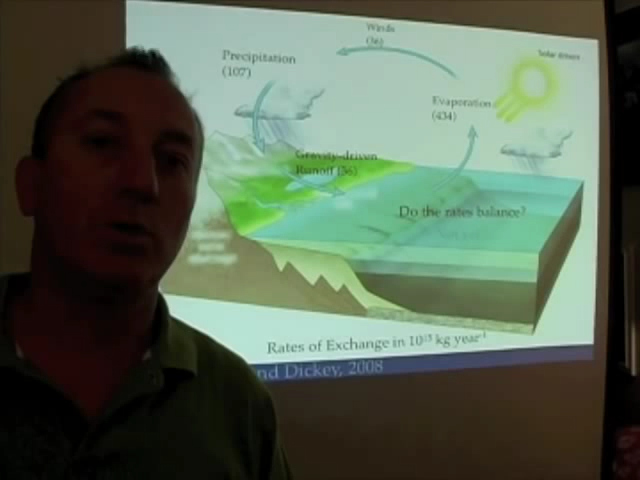 Winds
(36)
Solar driven
Precipitation
(107)
Evaporation
(434)
Gravity-driven
Runoff (36)
Do the rates balance?
Rates of Exchange in 10¹⁵ kg year⁻¹
nd Dickey, 2008